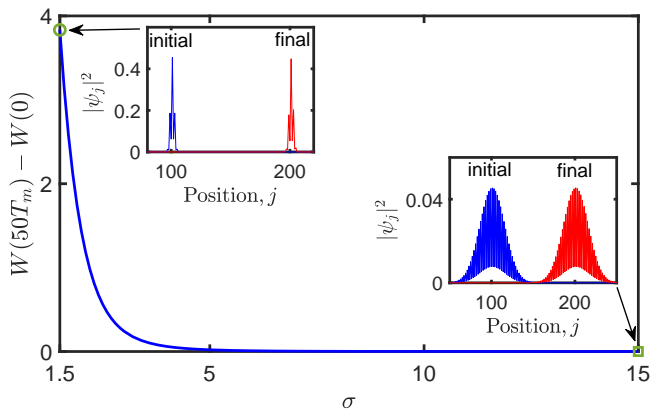 W(50T_m) − W(0)
4
2
0
1.5
5
10
15
σ
|ψ_j|²
0.4
0.2
0
initial
final
100
200
Position, j
|ψ_j|²
0.04
0
initial
final
100
200
Position, j